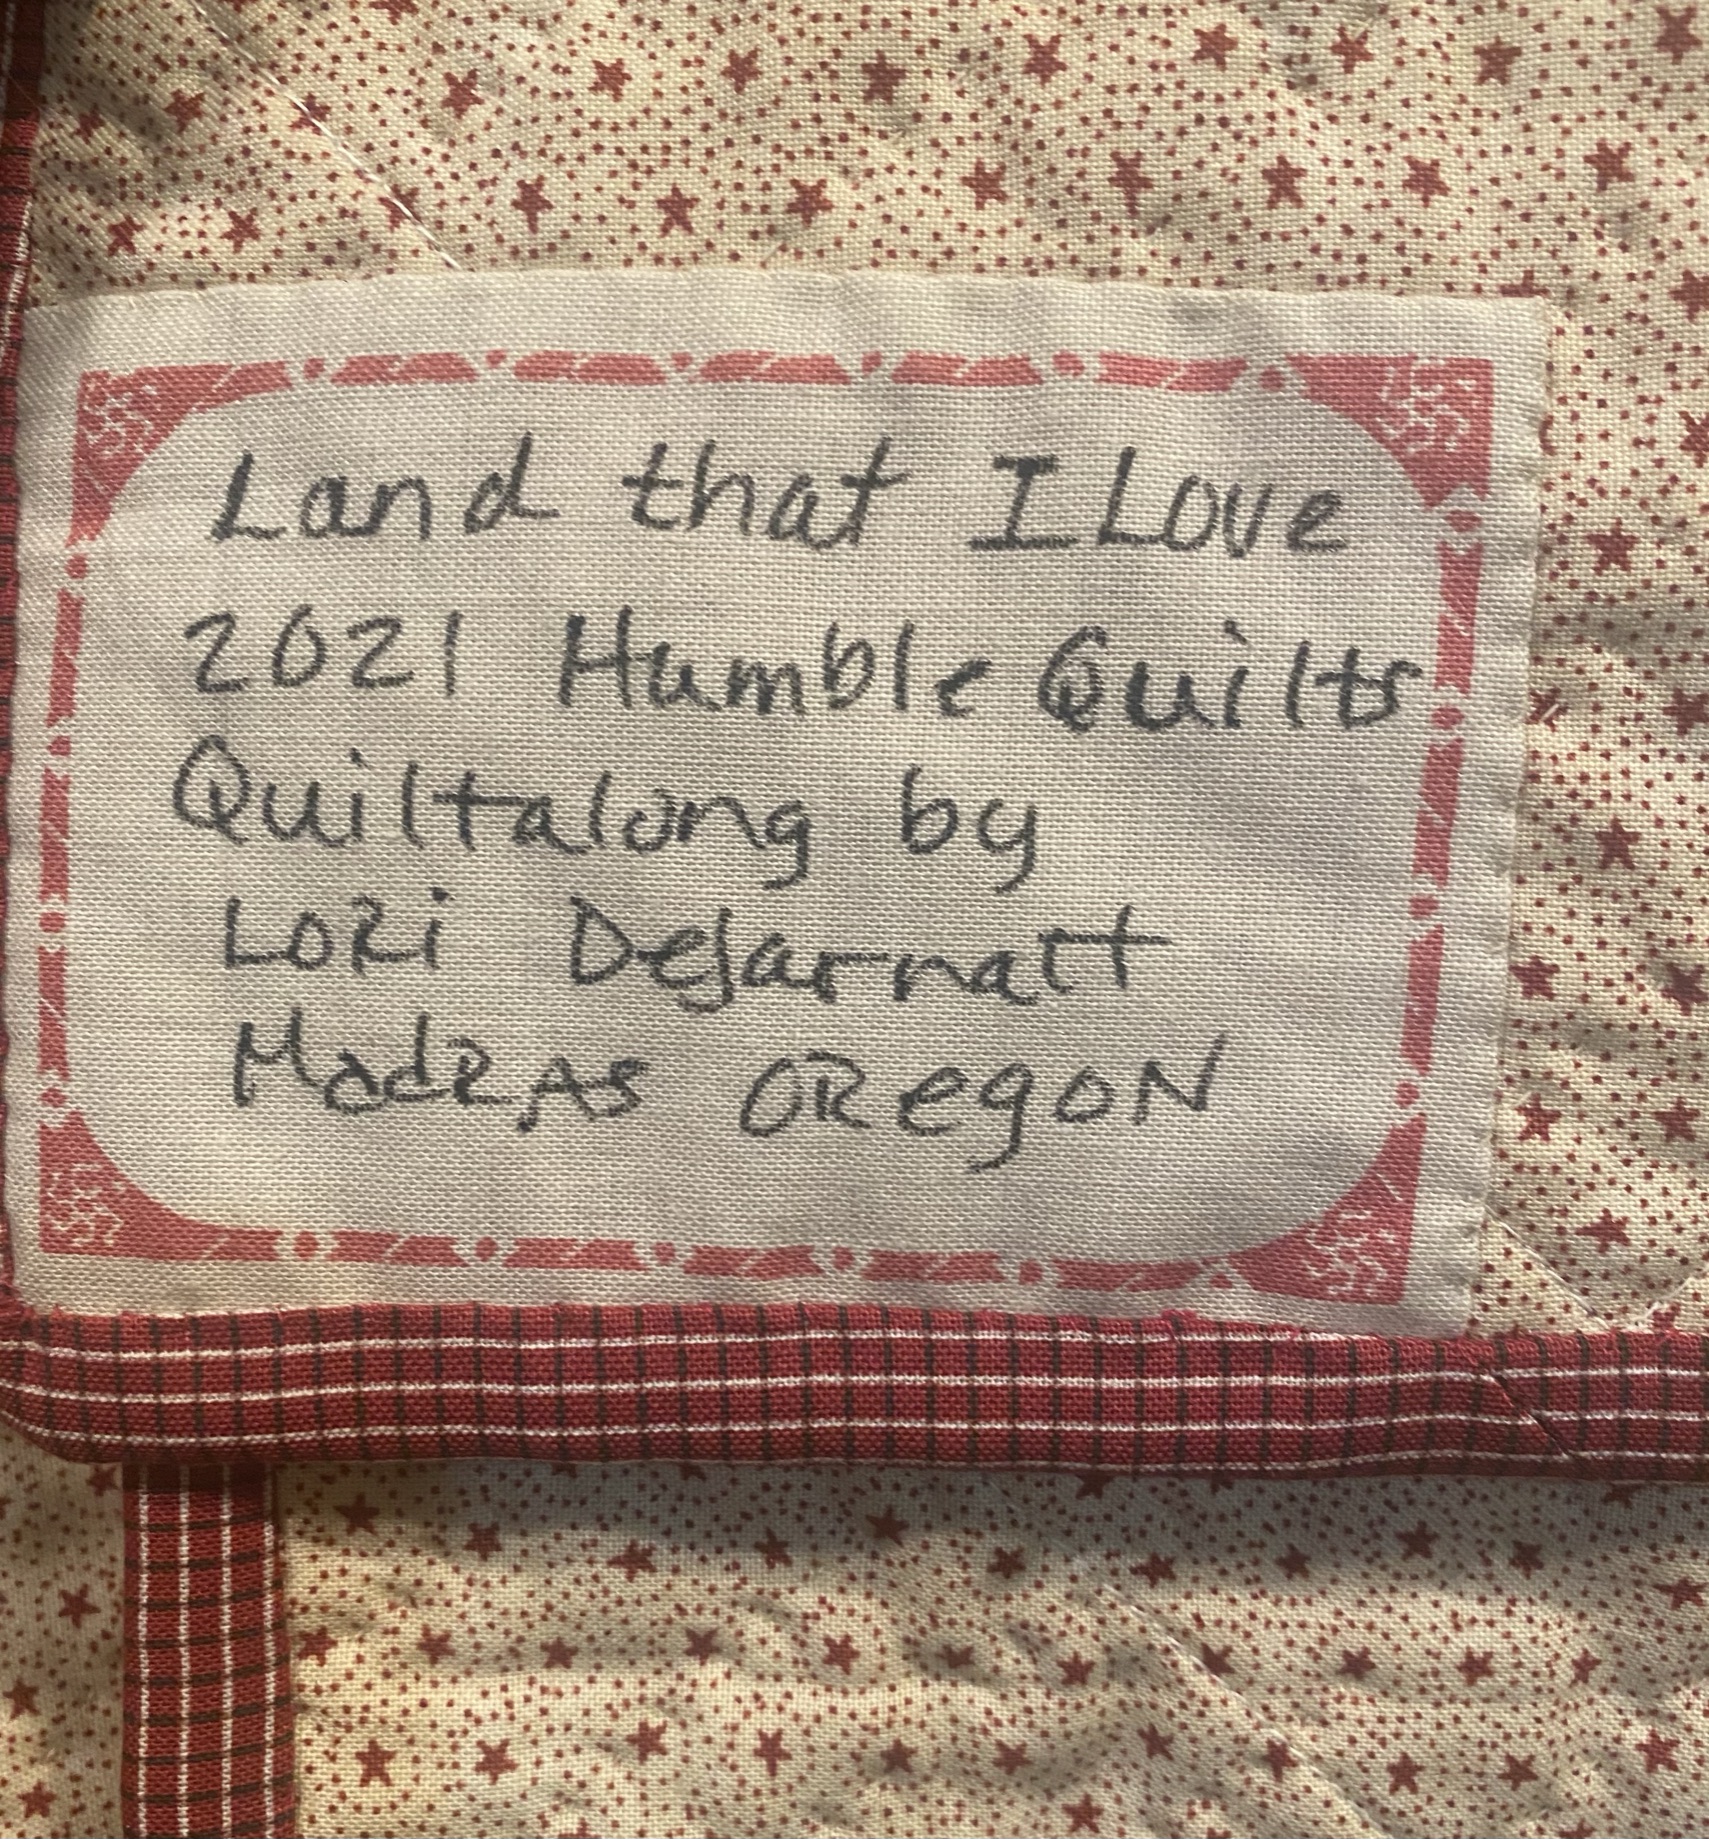 Land that I Love
2021 Humble Quilts
Quiltalong by
LORi DeJarnatt
MadRAS ORegoN